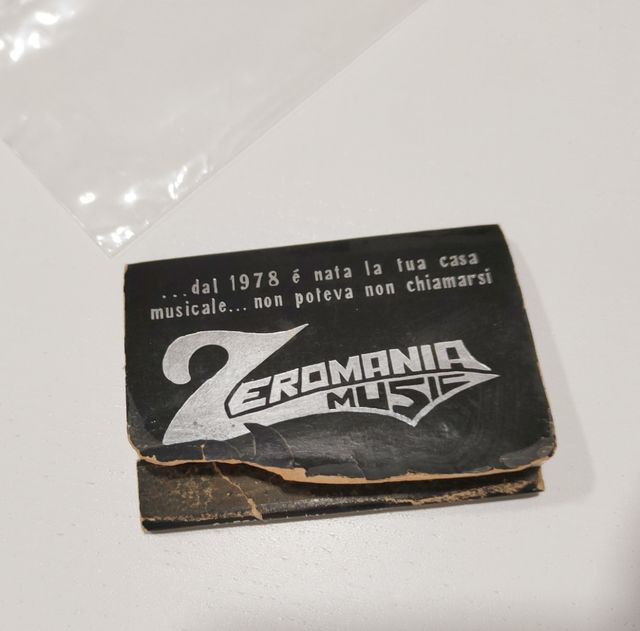 ...dal 1978 é nata la tua casa
musicale... non poteva non chiamarsi
ZEROMANIA
MUSIC